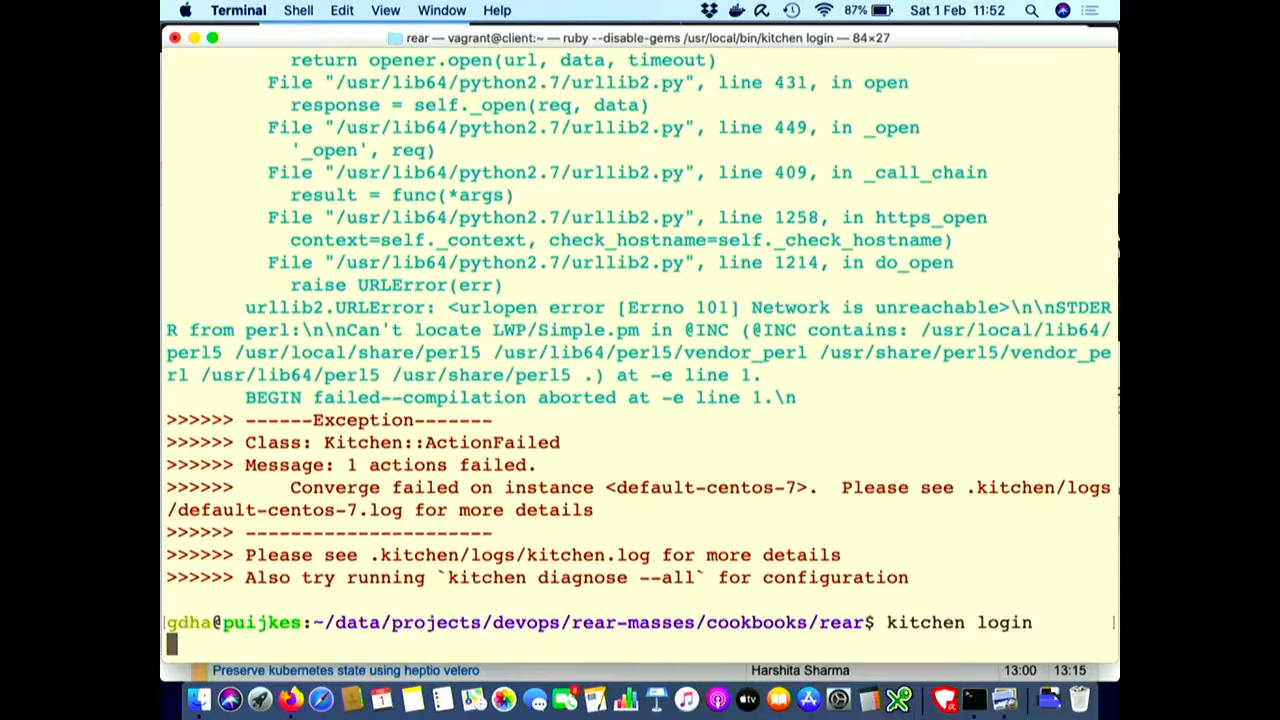 Terminal Shell Edit View Window Help 87% Sat 1 Feb 11:52
rear — vagrant@client:~ — ruby --disable-gems /usr/local/bin/kitchen login — 84×27
return opener.open(url, data, timeout)
File "/usr/lib64/python2.7/urllib2.py", line 431, in open
response = self._open(req, data)
File "/usr/lib64/python2.7/urllib2.py", line 449, in _open
'_open', req)
File "/usr/lib64/python2.7/urllib2.py", line 409, in _call_chain
result = func(*args)
File "/usr/lib64/python2.7/urllib2.py", line 1258, in https_open
context=self._context, check_hostname=self._check_hostname)
File "/usr/lib64/python2.7/urllib2.py", line 1214, in do_open
raise URLError(err)
urllib2.URLError: <urlopen error [Errno 101] Network is unreachable>\n\nSTDER
R from perl:\n\nCan't locate LWP/Simple.pm in @INC (@INC contains: /usr/local/lib64/
perl5 /usr/local/share/perl5 /usr/lib64/perl5/vendor_perl /usr/share/perl5/vendor_pe
rl /usr/lib64/perl5 /usr/share/perl5 .) at -e line 1.
BEGIN failed--compilation aborted at -e line 1.\n
>>>>>> ------Exception-------
>>>>>> Class: Kitchen::ActionFailed
>>>>>> Message: 1 actions failed.
>>>>>> Converge failed on instance <default-centos-7>. Please see .kitchen/logs
/default-centos-7.log for more details
>>>>>> ----------------------
>>>>>> Please see .kitchen/logs/kitchen.log for more details
>>>>>> Also try running `kitchen diagnose --all` for configuration
gdha@puijkes:~/data/projects/devops/rear-masses/cookbooks/rear$ kitchen login
Preserve kubernetes state using heptio velero Harshita Sharma 13:00 13:15